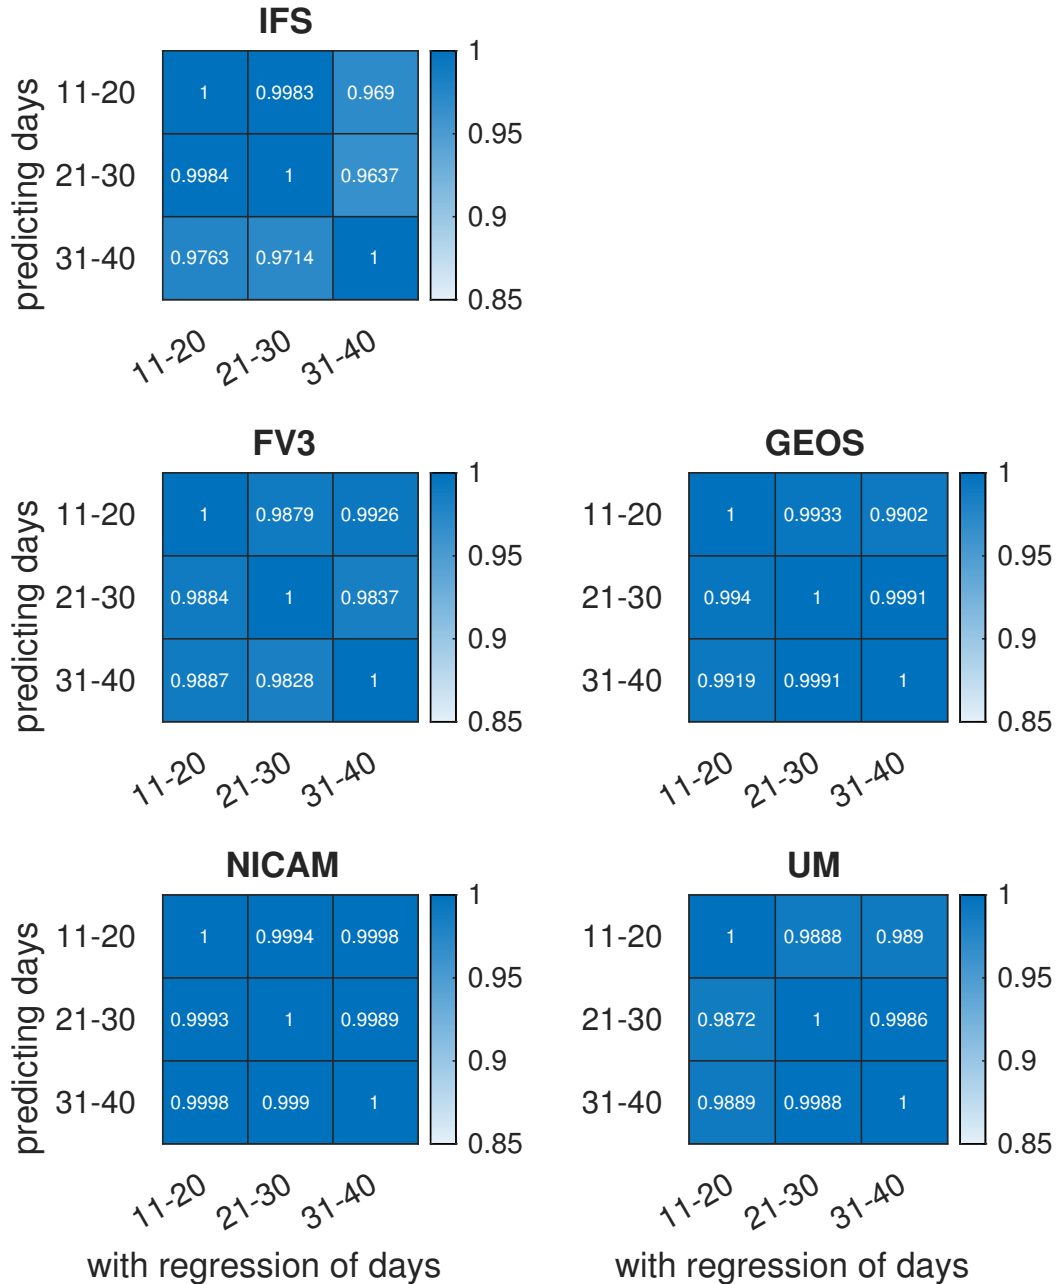 IFS
predicting days
11-20 1 0.9983 0.969
21-30 0.9984 1 0.9637
31-40 0.9763 0.9714 1
11-20 21-30 31-40
1
0.95
0.9
0.85
FV3
predicting days
11-20 1 0.9879 0.9926
21-30 0.9884 1 0.9837
31-40 0.9887 0.9828 1
11-20 21-30 31-40
1
0.95
0.9
0.85
GEOS
11-20 1 0.9933 0.9902
21-30 0.994 1 0.9991
31-40 0.9919 0.9991 1
11-20 21-30 31-40
1
0.95
0.9
0.85
NICAM
predicting days
11-20 1 0.9994 0.9998
21-30 0.9993 1 0.9989
31-40 0.9998 0.999 1
11-20 21-30 31-40
with regression of days
1
0.95
0.9
0.85
UM
11-20 1 0.9888 0.989
21-30 0.9872 1 0.9986
31-40 0.9889 0.9988 1
11-20 21-30 31-40
with regression of days
1
0.95
0.9
0.85